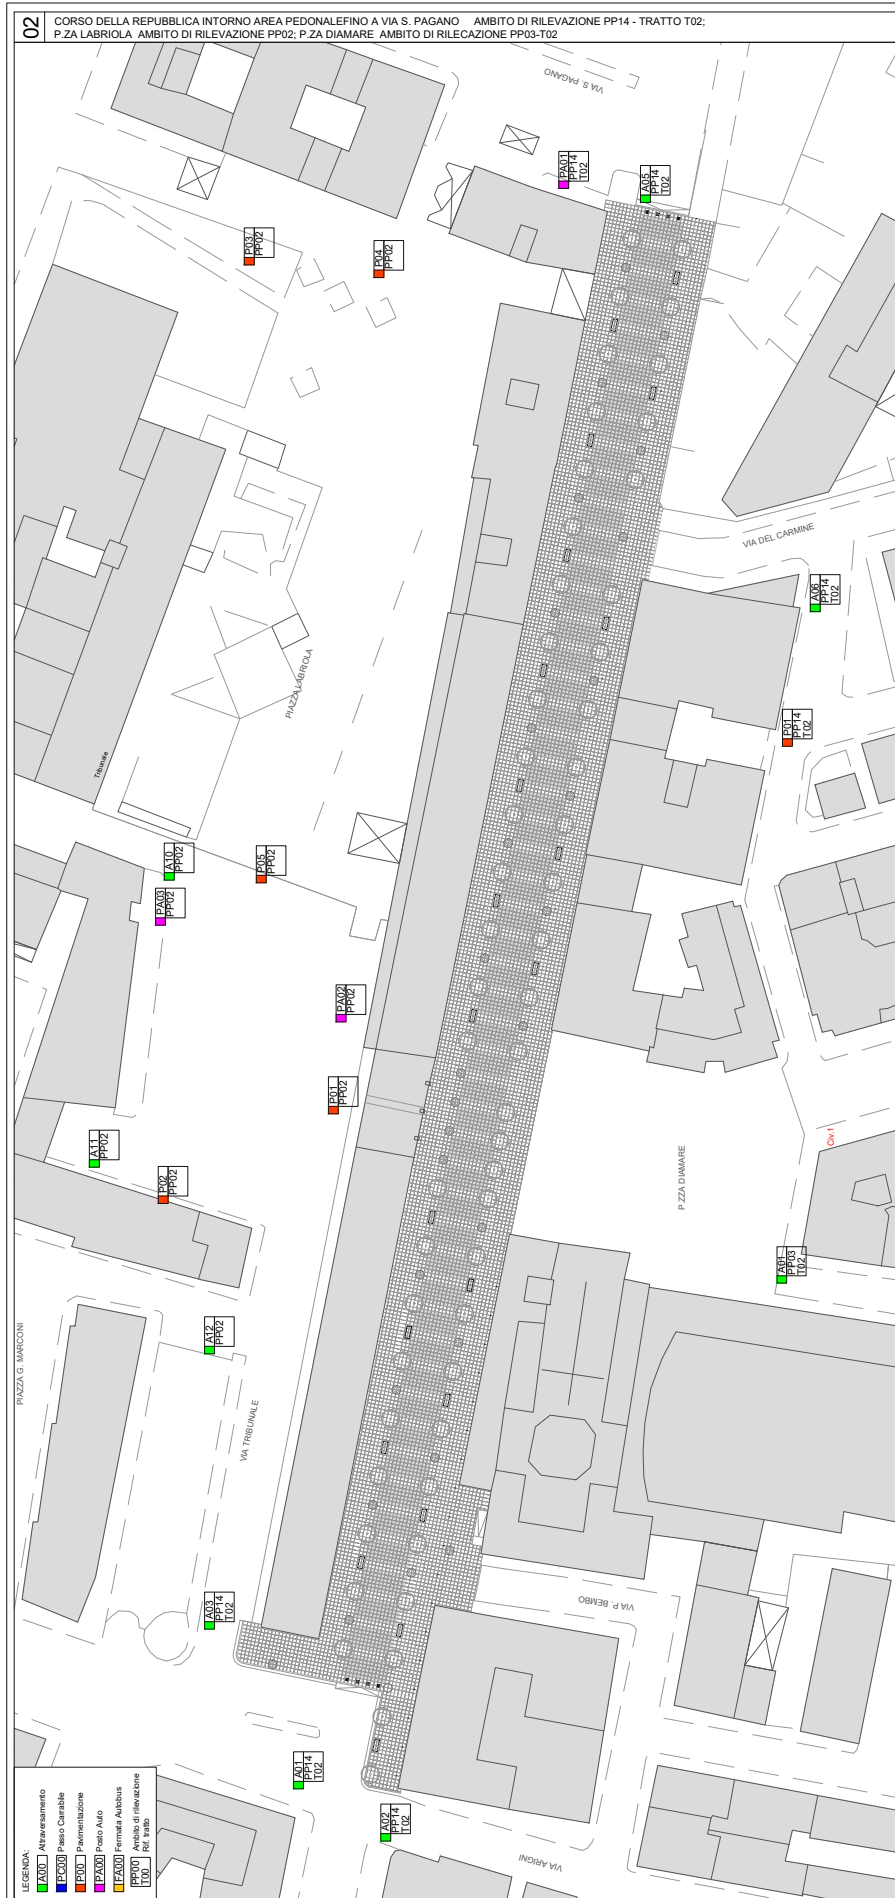 02
CORSO DELLA REPUBBLICA INTORNO AREA PEDONALEFINO A VIA S. PAGANO AMBITO DI RILEVAZIONE PP14 - TRATTO T02;
P.ZA LABRIOLA AMBITO DI RILEVAZIONE PP02; P.ZA DIAMARE AMBITO DI RILECAZIONE PP03-T02
VIA S. PAGANO
PA01
PP14
T02
A05
PP14
T02
P03
PP02
P04
PP02
VIA DEL CARMINE
A06
PP14
T02
PIAZZA LABRIOLA
P01
PP14
T02
Tribunale
A10
PP02
P05
PP02
PA03
PP02
PA02
PP02
P01
PP02
A11
PP02
P02
PP02
Civ.1
P.ZZA DIAMARE
A01
PP03
T02
A12
PP02
PIAZZA G. MARCONI
VIA TRIBUNALE
A03
PP14
T02
VIA P. BEMBO
A01
PP14
T02
A02
PP14
T02
VIA ARIGNI
LEGENDA:
A00 Attraversamento
PC00 Passo Carrabile
P00 Pavimentazione
PA00 Posto Auto
FA00 Fermata Autobus
PP00 Ambito di rilevazione
T00 Rif. tratto